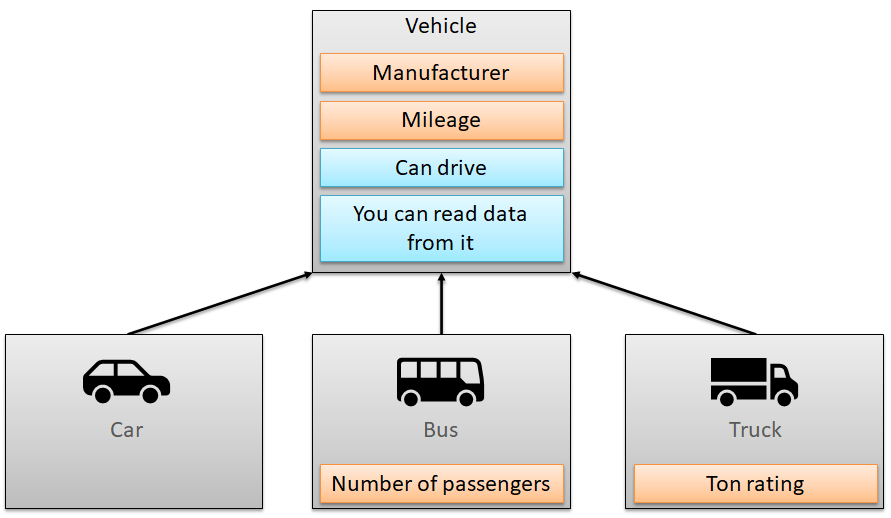 Vehicle
Manufacturer
Mileage
Can drive
You can read data
from it
Car
Bus
Truck
Number of passengers
Ton rating